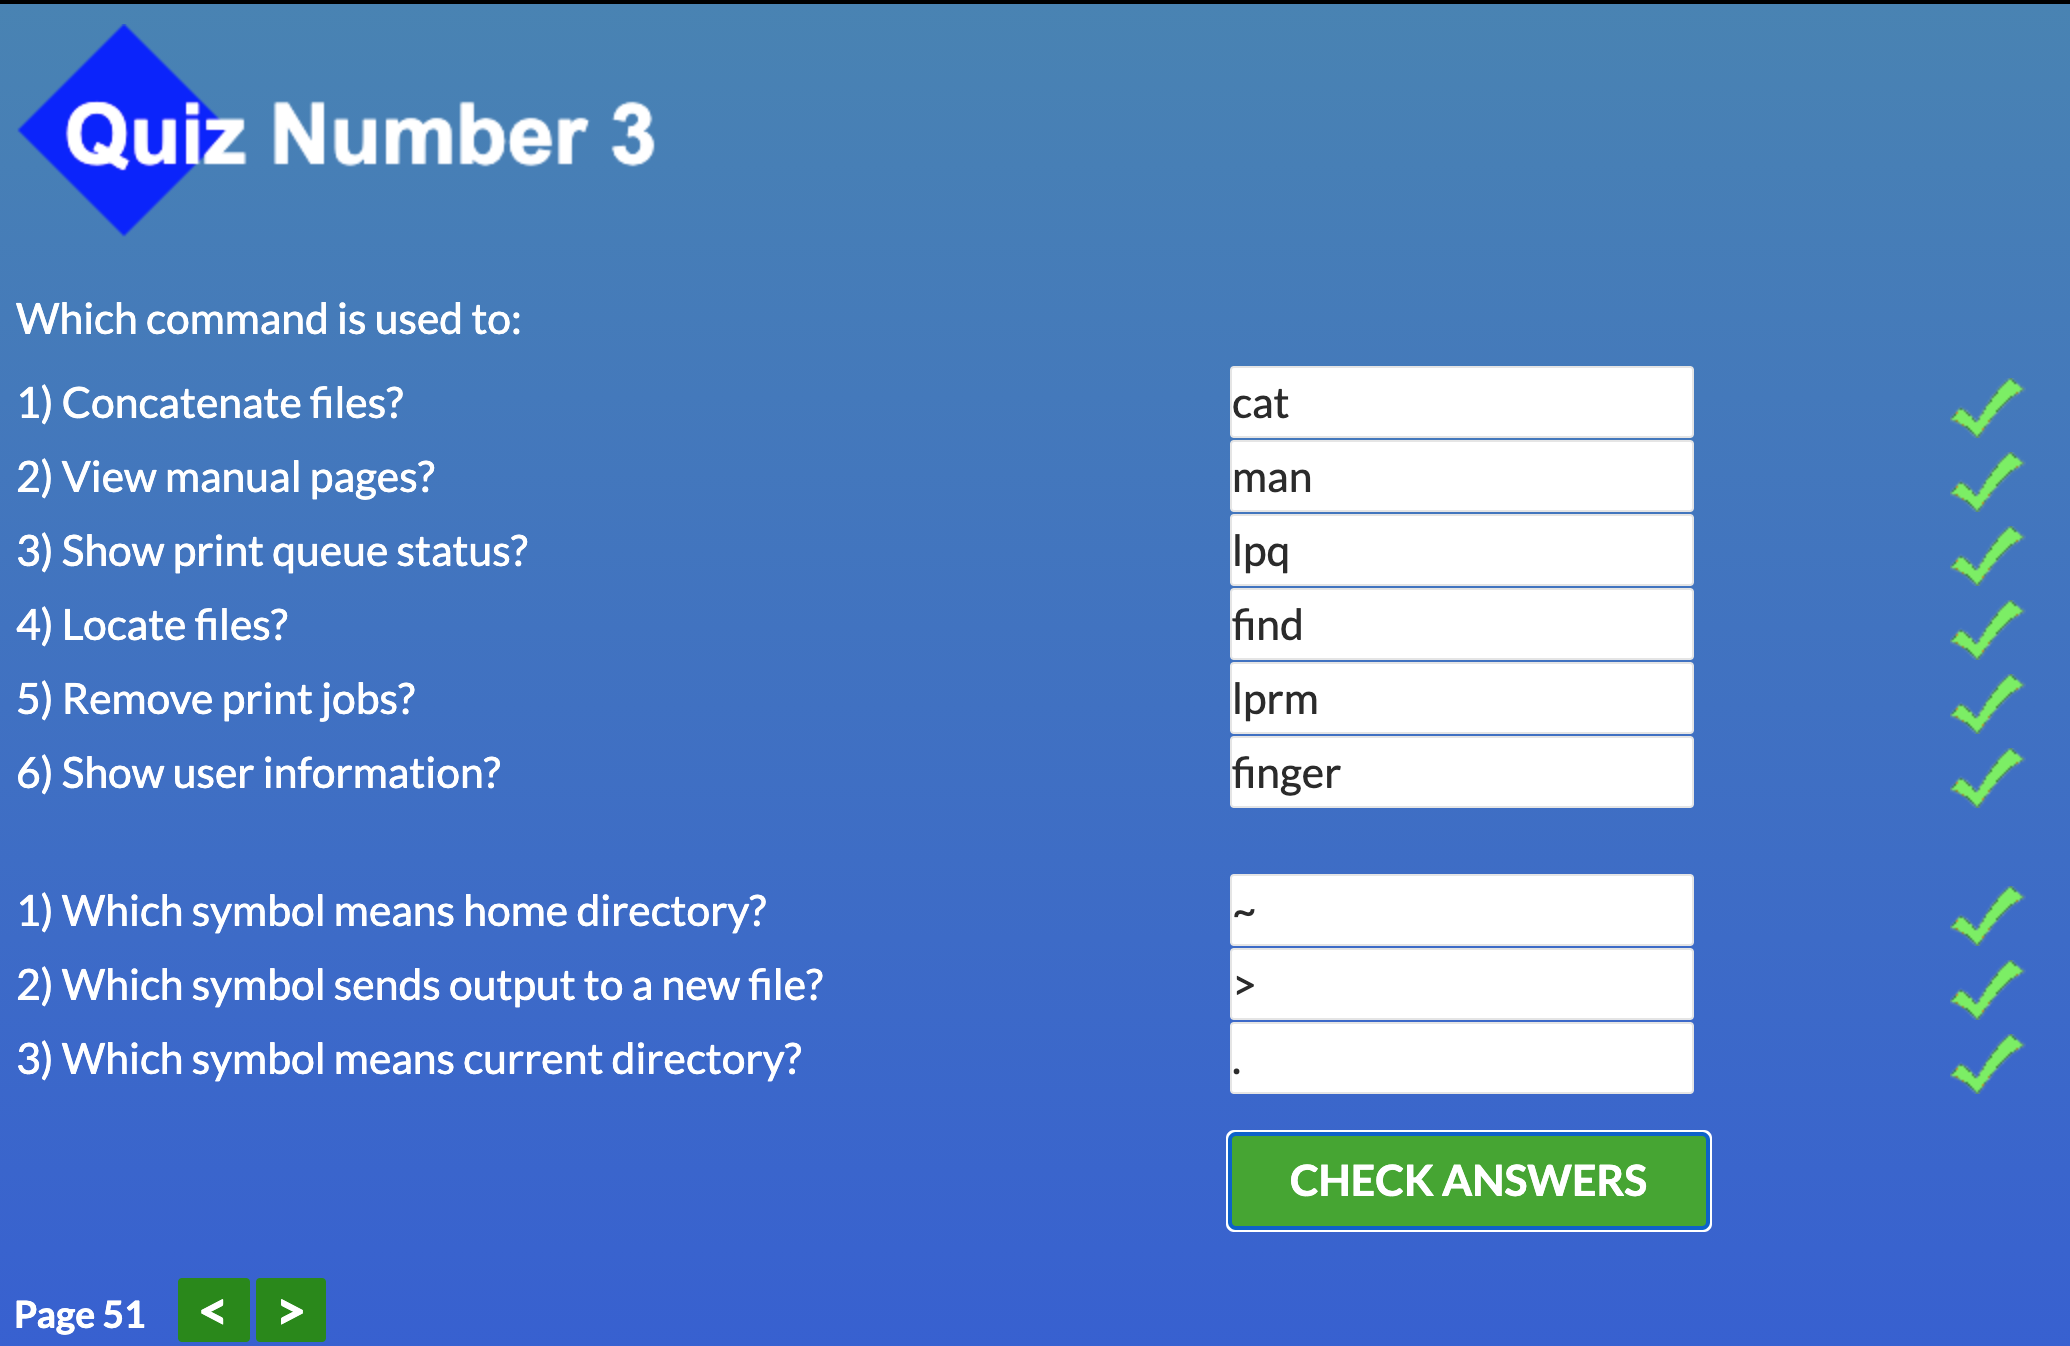 Quiz Number 3
Which command is used to:
1) Concatenate files? cat
2) View manual pages? man
3) Show print queue status? lpq
4) Locate files? find
5) Remove print jobs? lprm
6) Show user information? finger
1) Which symbol means home directory? ~
2) Which symbol sends output to a new file? >
3) Which symbol means current directory? .
CHECK ANSWERS
Page 51 < >